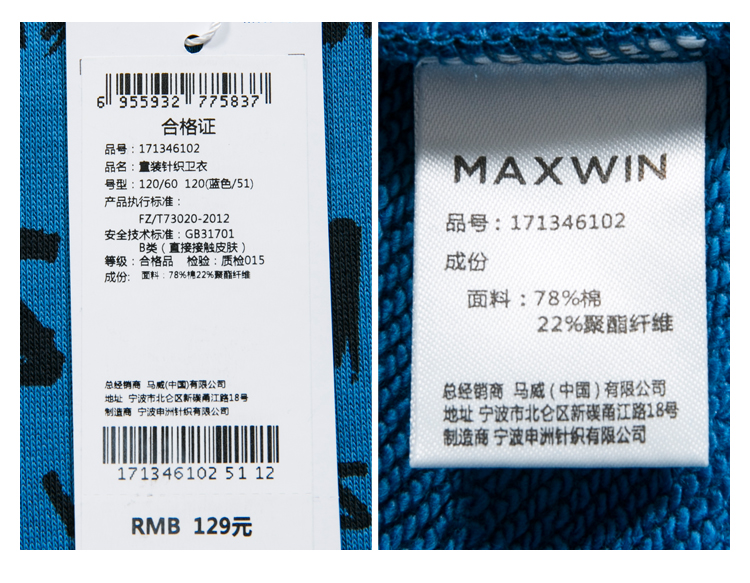 6 955932 775837
合格证
品号：171346102
品名：童装针织卫衣
号型：120/60 120(蓝色/51)
产品执行标准：
FZ/T73020-2012
安全技术标准：GB31701
B类（直接接触皮肤）
等级：合格品 检验：质检015
成份： 面料：78%棉22%聚酯纤维
总经销商 马威(中国)有限公司
地址 宁波市北仑区新碶甬江路18号
制造商 宁波申洲针织有限公司
171346102 51 12
RMB 129元
MAXWIN
品号：171346102
成份
面料：78%棉
22%聚酯纤维
总经销商 马威（中国）有限公司
地址 宁波市北仑区新碶甬江路18号
制造商 宁波申洲针织有限公司